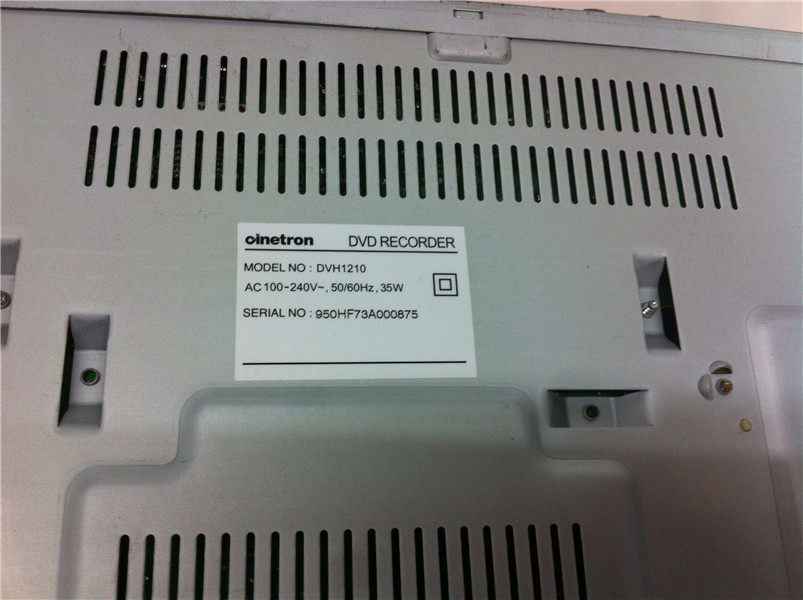 cinetron DVD RECORDER
MODEL NO : DVH1210
AC 100-240V~, 50/60Hz, 35W
SERIAL NO : 950HF73A000875